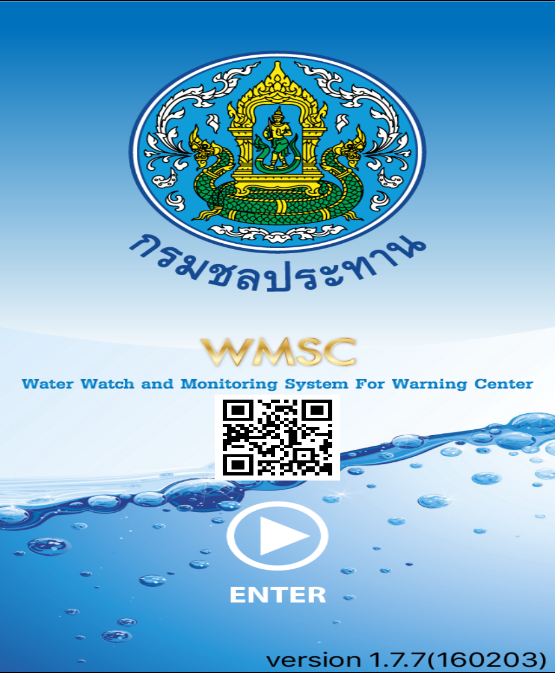 กรมชลประทาน
WMSC
Water Watch and Monitoring System For Warning Center
ENTER
version 1.7.7(160203)